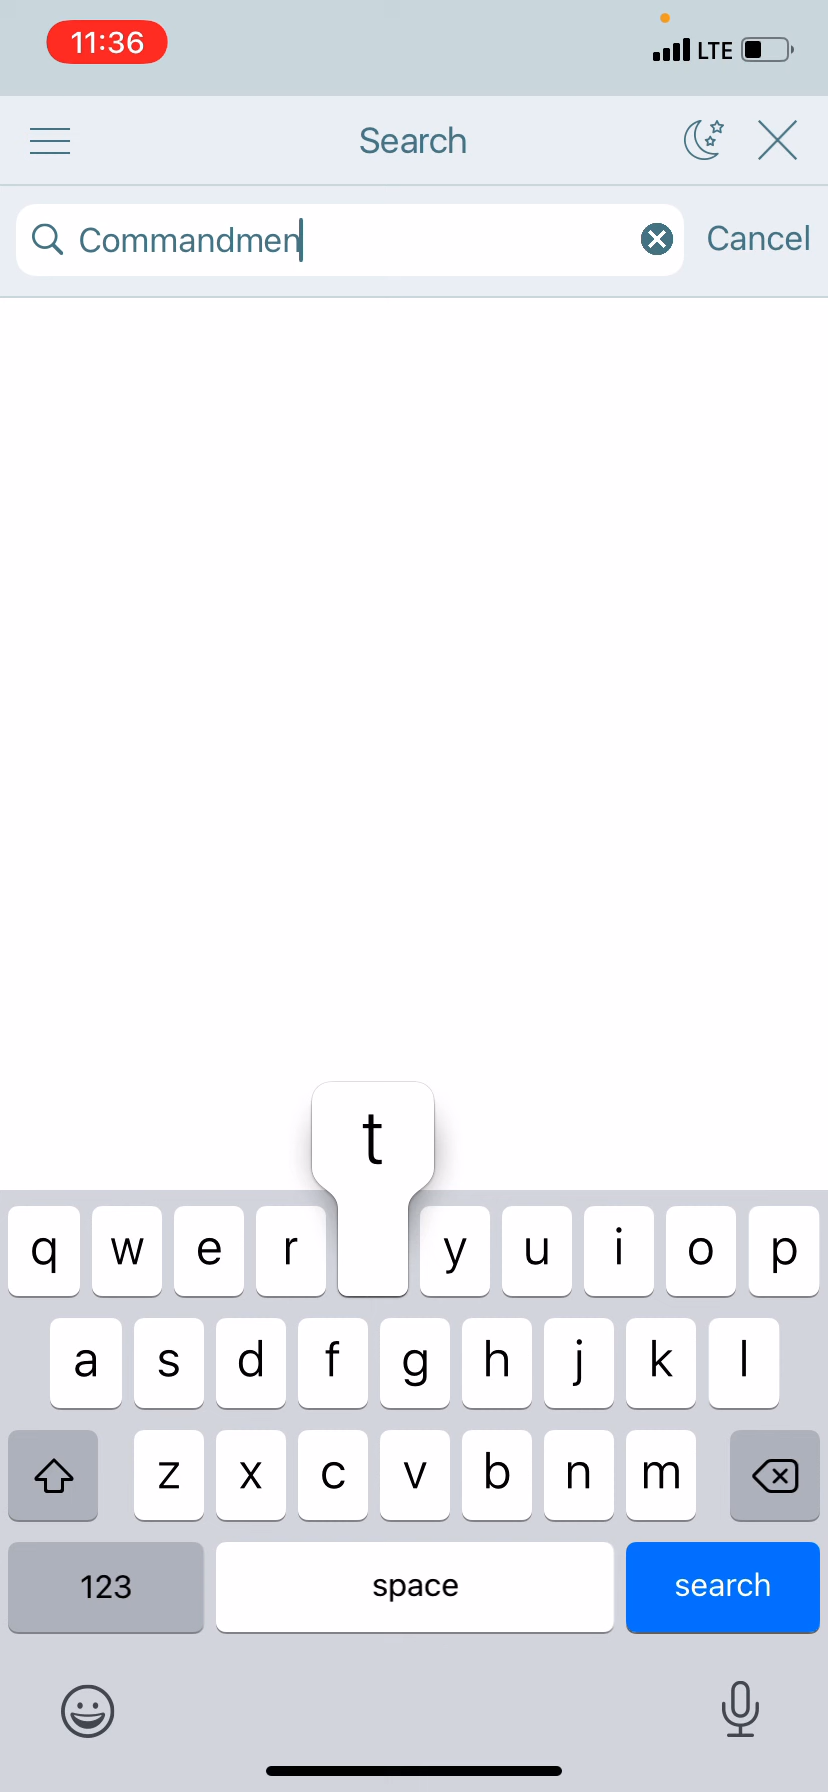 11:36 LTE
Search
Commandmen Cancel
t
q w e r y u i o p
a s d f g h j k l
z x c v b n m
123 space search